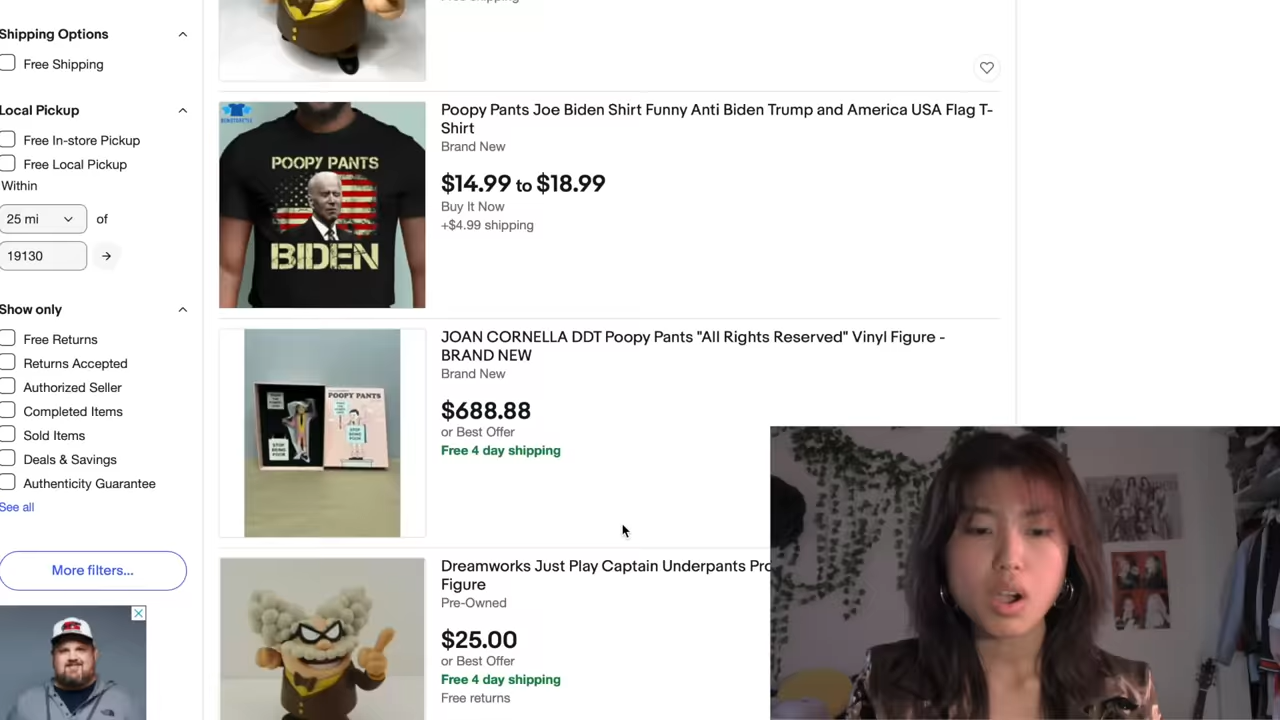 Shipping Options
Free Shipping
Local Pickup
Free In-store Pickup
Free Local Pickup
Within
25 mi
of
19130
Show only
Free Returns
Returns Accepted
Authorized Seller
Completed Items
Sold Items
Deals & Savings
Authenticity Guarantee
See all
More filters...
POOPY PANTS
BIDEN
Poopy Pants Joe Biden Shirt Funny Anti Biden Trump and America USA Flag T-
Shirt
Brand New
$14.99 to $18.99
Buy It Now
+$4.99 shipping
POOPY PANTS
STOP
BEING
POOR
JOAN CORNELLA DDT Poopy Pants "All Rights Reserved" Vinyl Figure -
BRAND NEW
Brand New
$688.88
or Best Offer
Free 4 day shipping
Dreamworks Just Play Captain Underpants Pro
Figure
Pre-Owned
$25.00
or Best Offer
Free 4 day shipping
Free returns